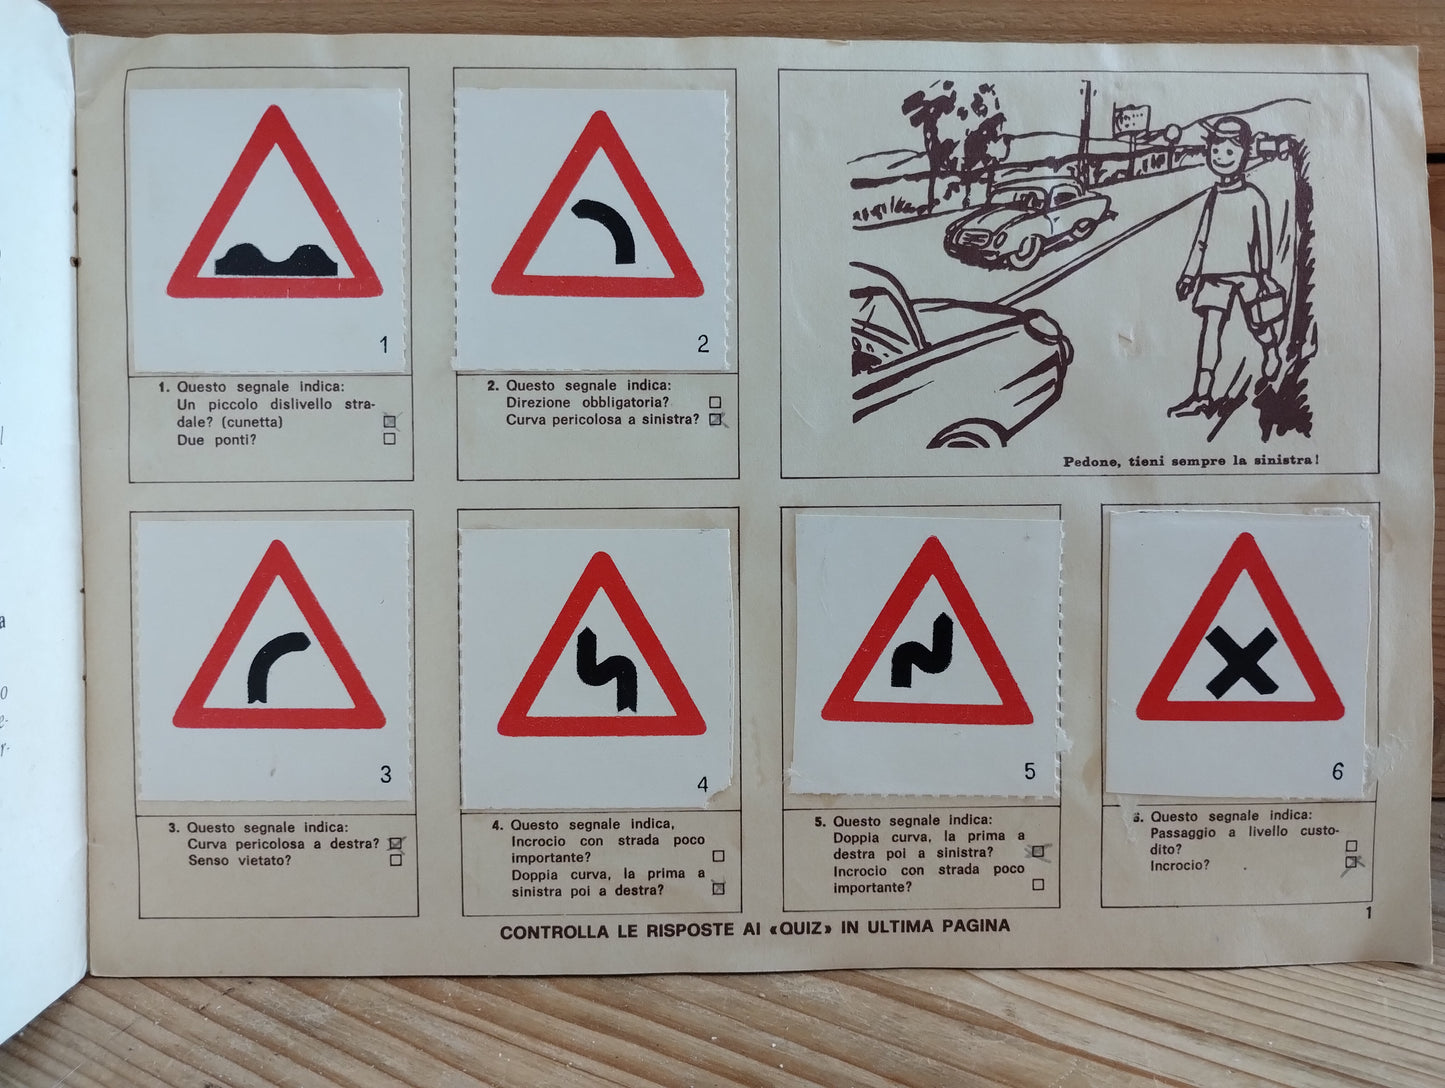 1
1. Questo segnale indica:
Un piccolo dislivello stra-
dale? (cunetta)
Due ponti?
2
2. Questo segnale indica:
Direzione obbligatoria?
Curva pericolosa a sinistra?
Pedone, tieni sempre la sinistra!
3
3. Questo segnale indica:
Curva pericolosa a destra?
Senso vietato?
4
4. Questo segnale indica,
Incrocio con strada poco
importante?
Doppia curva, la prima a
sinistra poi a destra?
5
5. Questo segnale indica:
Doppia curva, la prima a
destra poi a sinistra?
Incrocio con strada poco
importante?
6
6. Questo segnale indica:
Passaggio a livello custo-
dito?
Incrocio?
1
CONTROLLA LE RISPOSTE AI «QUIZ» IN ULTIMA PAGINA